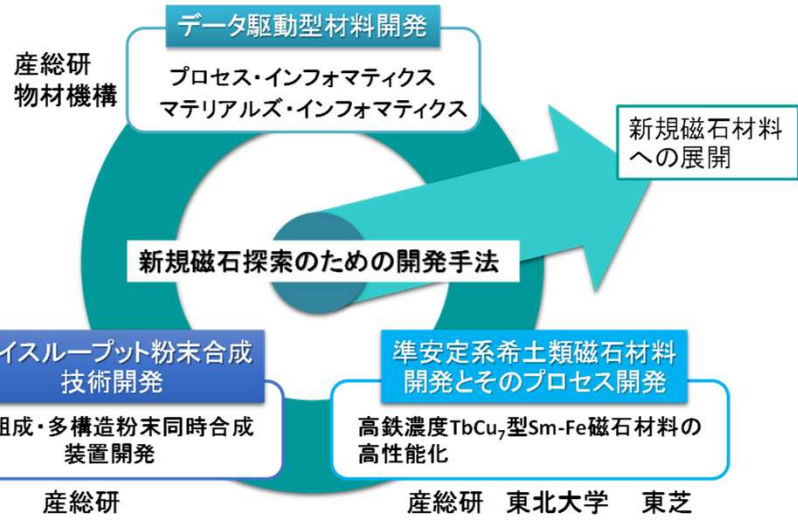 データ駆動型材料開発
産総研
物材機構
プロセス・インフォマティクス
マテリアルズ・インフォマティクス
新規磁石材料
への展開
新規磁石探索のための開発手法
イスループット粉末合成
技術開発
組成・多構造粉末同時合成
装置開発
産総研
準安定系希土類磁石材料
開発とそのプロセス開発
高鉄濃度TbCu7型Sm-Fe磁石材料の
高性能化
産総研 東北大学 東芝